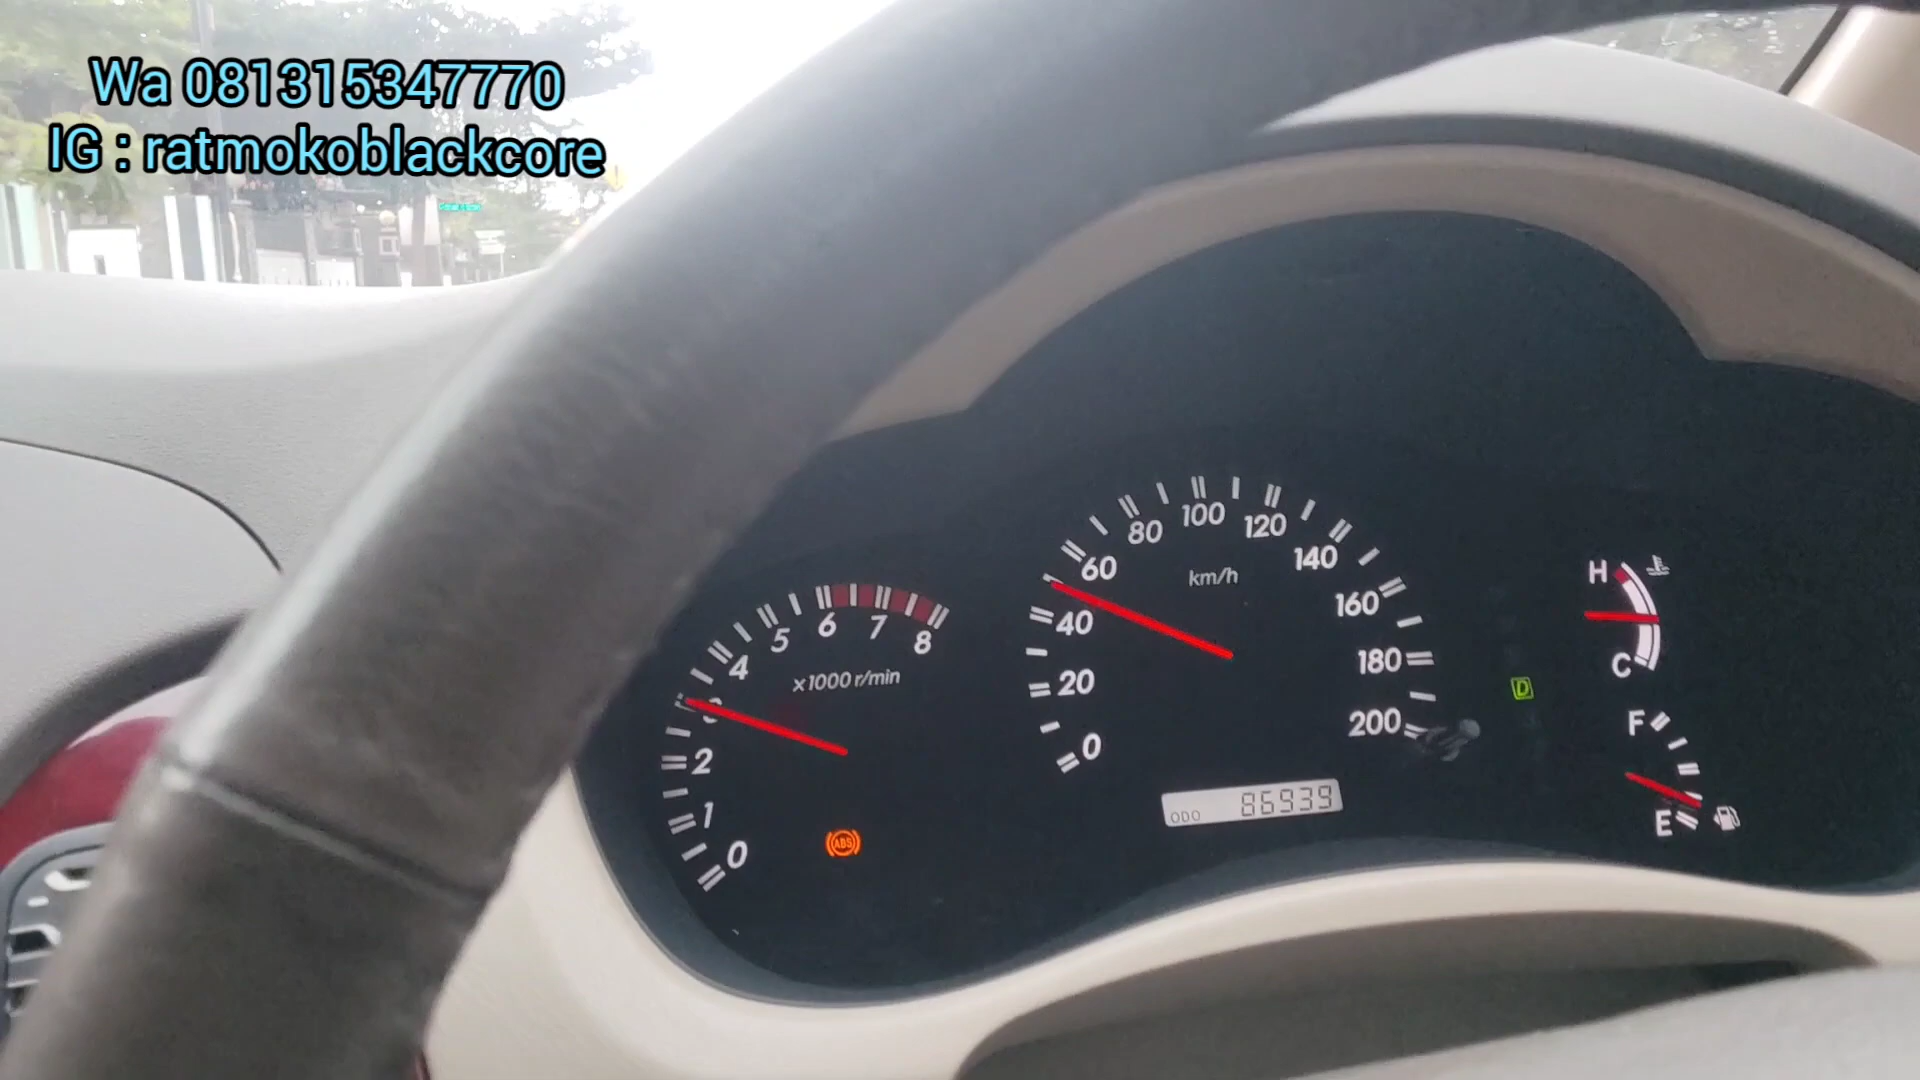 Wa 081315347770
IG : ratmokoblackcore
0 1 2 3 4 5 6 7 8
x1000 r/min
ABS
0 20 40 60 80 100 120 140 160 180 200
km/h
ODO 86939
D
H
C
F
E